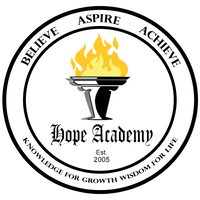 BELIEVE ASPIRE ACHIEVE
Hope Academy
Est.
2005
KNOWLEDGE FOR GROWTH WISDOM FOR LIFE